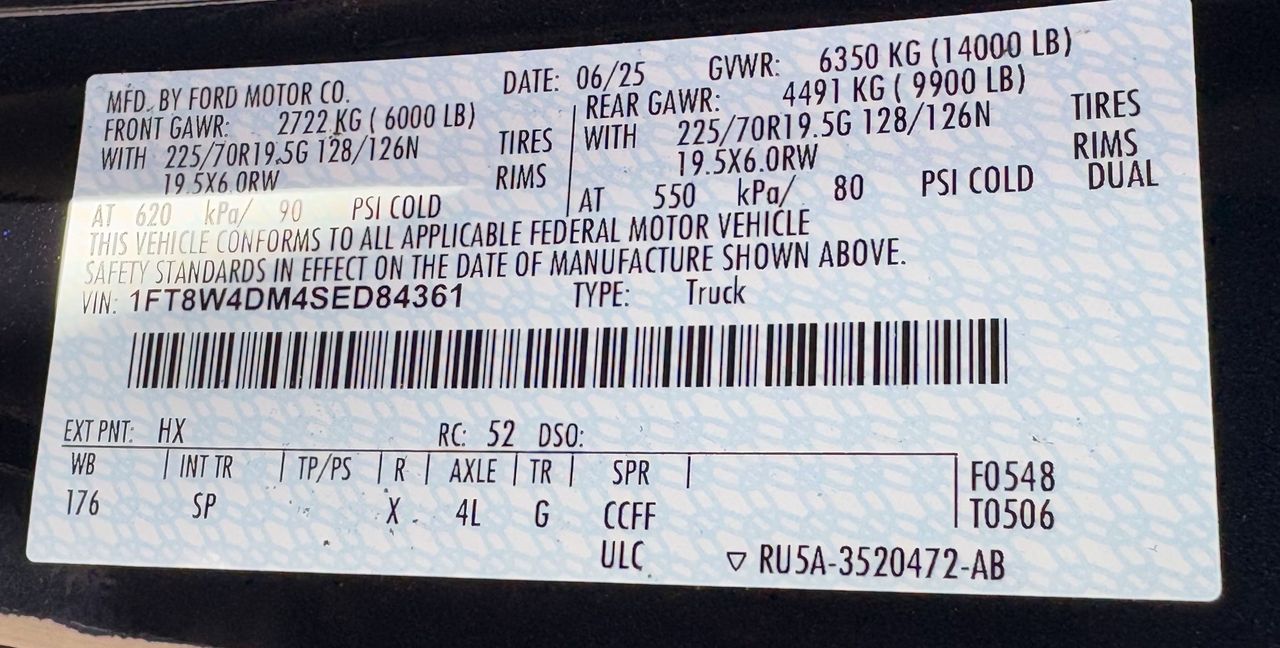 MFD. BY FORD MOTOR CO. DATE: 06/25 GVWR: 6350 KG (14000 LB)
FRONT GAWR: 2722 KG ( 6000 LB)
WITH 225/70R19.5G 128/126N TIRES
19.5X6.0RW RIMS
AT 620 kPa/ 90 PSI COLD
REAR GAWR: 4491 KG ( 9900 LB)
WITH 225/70R19.5G 128/126N TIRES
19.5X6.0RW RIMS
AT 550 kPa/ 80 PSI COLD DUAL
THIS VEHICLE CONFORMS TO ALL APPLICABLE FEDERAL MOTOR VEHICLE
SAFETY STANDARDS IN EFFECT ON THE DATE OF MANUFACTURE SHOWN ABOVE.
VIN: 1FT8W4DM4SED84361 TYPE: Truck
EXT PNT: HX RC: 52 DSO:
WB INT TR TP/PS R AXLE TR SPR
176 SP X 4L G CCFF
ULC
F0548
T0506
▽ RU5A-3520472-AB